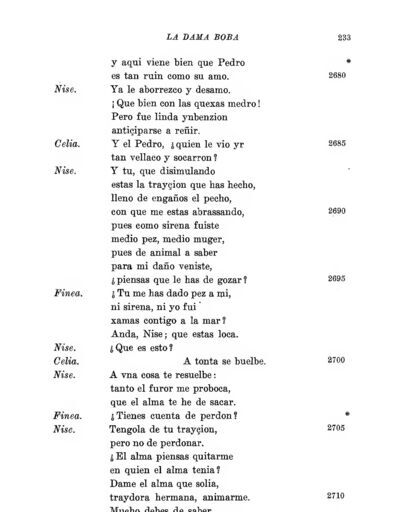 LA DAMA BOBA 233
y aqui viene bien que Pedro *
es tan ruin como su amo. 2680
Nise. Ya le aborrezco y desamo.
¡Que bien con las quexas medro!
Pero fue linda ynbenzion
antiçiparse a reñir.
Celia. Y el Pedro, ¿quien le vio yr 2685
tan vellaco y socarron?
Nise. Y tu, que disimulando
estas la trayçion que has hecho,
lleno de engaños el pecho,
con que me estas abrassando, 2690
pues como sirena fuiste
medio pez, medio muger,
pues de animal a saber
para mi daño veniste,
¿piensas que le has de gozar? 2695
Finea. ¿Tu me has dado pez a mi,
ni sirena, ni yo fui
xamas contigo a la mar?
Anda, Nise; que estas loca.
Nise. ¿Que es esto?
Celia. A tonta se buelbe. 2700
Nise. A vna cosa te resuelbe:
tanto el furor me proboca,
que el alma te he de sacar.
Finea. ¿Tienes cuenta de perdon? *
Nise. Tengola de tu trayçion, 2705
pero no de perdonar.
¿El alma piensas quitarme
en quien el alma tenia?
Dame el alma que solia,
traydora hermana, animarme. 2710
Mucho debes de saber